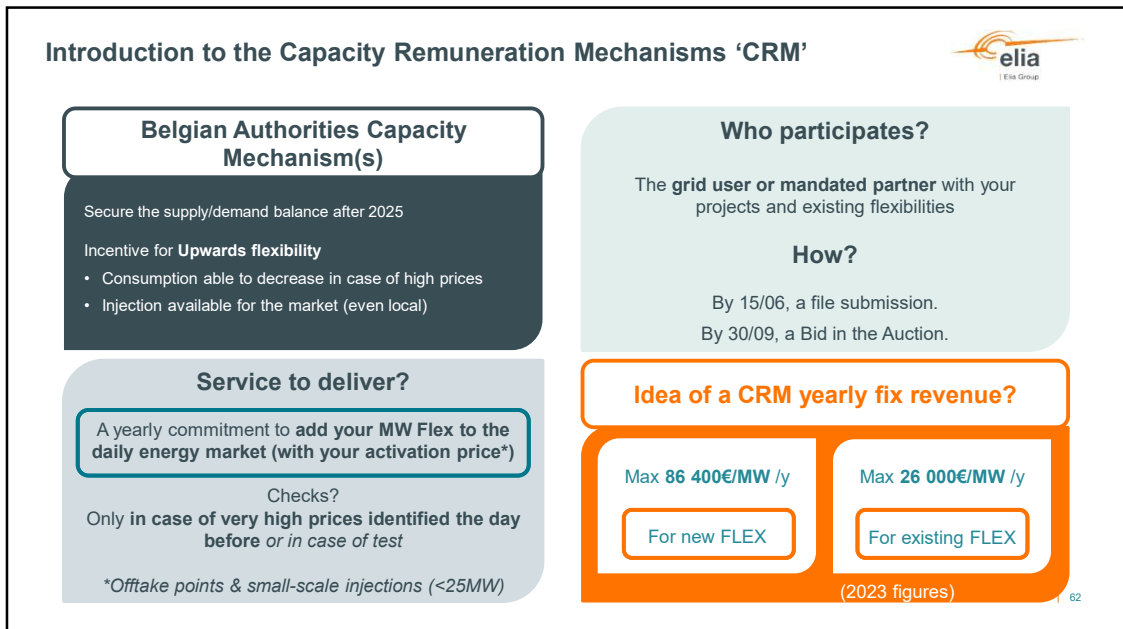 Introduction to the Capacity Remuneration Mechanisms ‘CRM’
elia
| Elia Group
Belgian Authorities Capacity
Mechanism(s)
Secure the supply/demand balance after 2025
Incentive for Upwards flexibility
• Consumption able to decrease in case of high prices
• Injection available for the market (even local)
Who participates?
The grid user or mandated partner with your
projects and existing flexibilities
How?
By 15/06, a file submission.
By 30/09, a Bid in the Auction.
Service to deliver?
A yearly commitment to add your MW Flex to the
daily energy market (with your activation price*)
Checks?
Only in case of very high prices identified the day
before or in case of test
*Offtake points & small-scale injections (<25MW)
Idea of a CRM yearly fix revenue?
Max 86 400€/MW /y
For new FLEX
Max 26 000€/MW /y
For existing FLEX
(2023 figures)
| 62